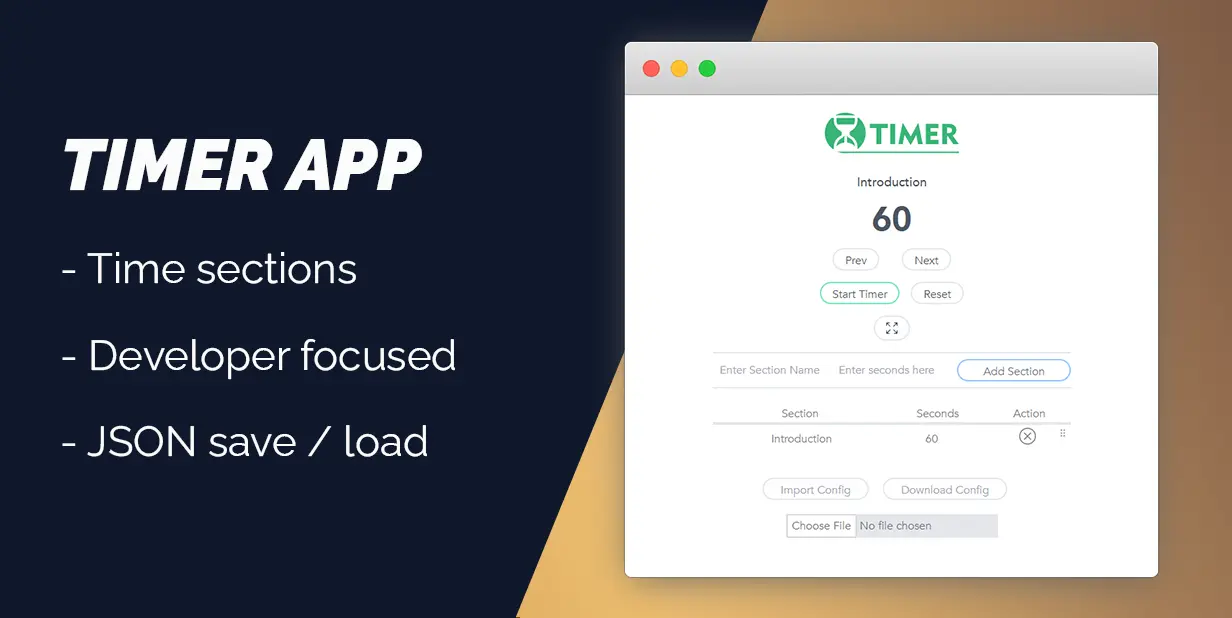 TIMER APP
- Time sections
- Developer focused
- JSON save / load
TIMER
Introduction
60
Prev Next
Start Timer Reset
Enter Section Name Enter seconds here Add Section
Section Seconds Action
Introduction 60
Import Config Download Config
Choose File No file chosen